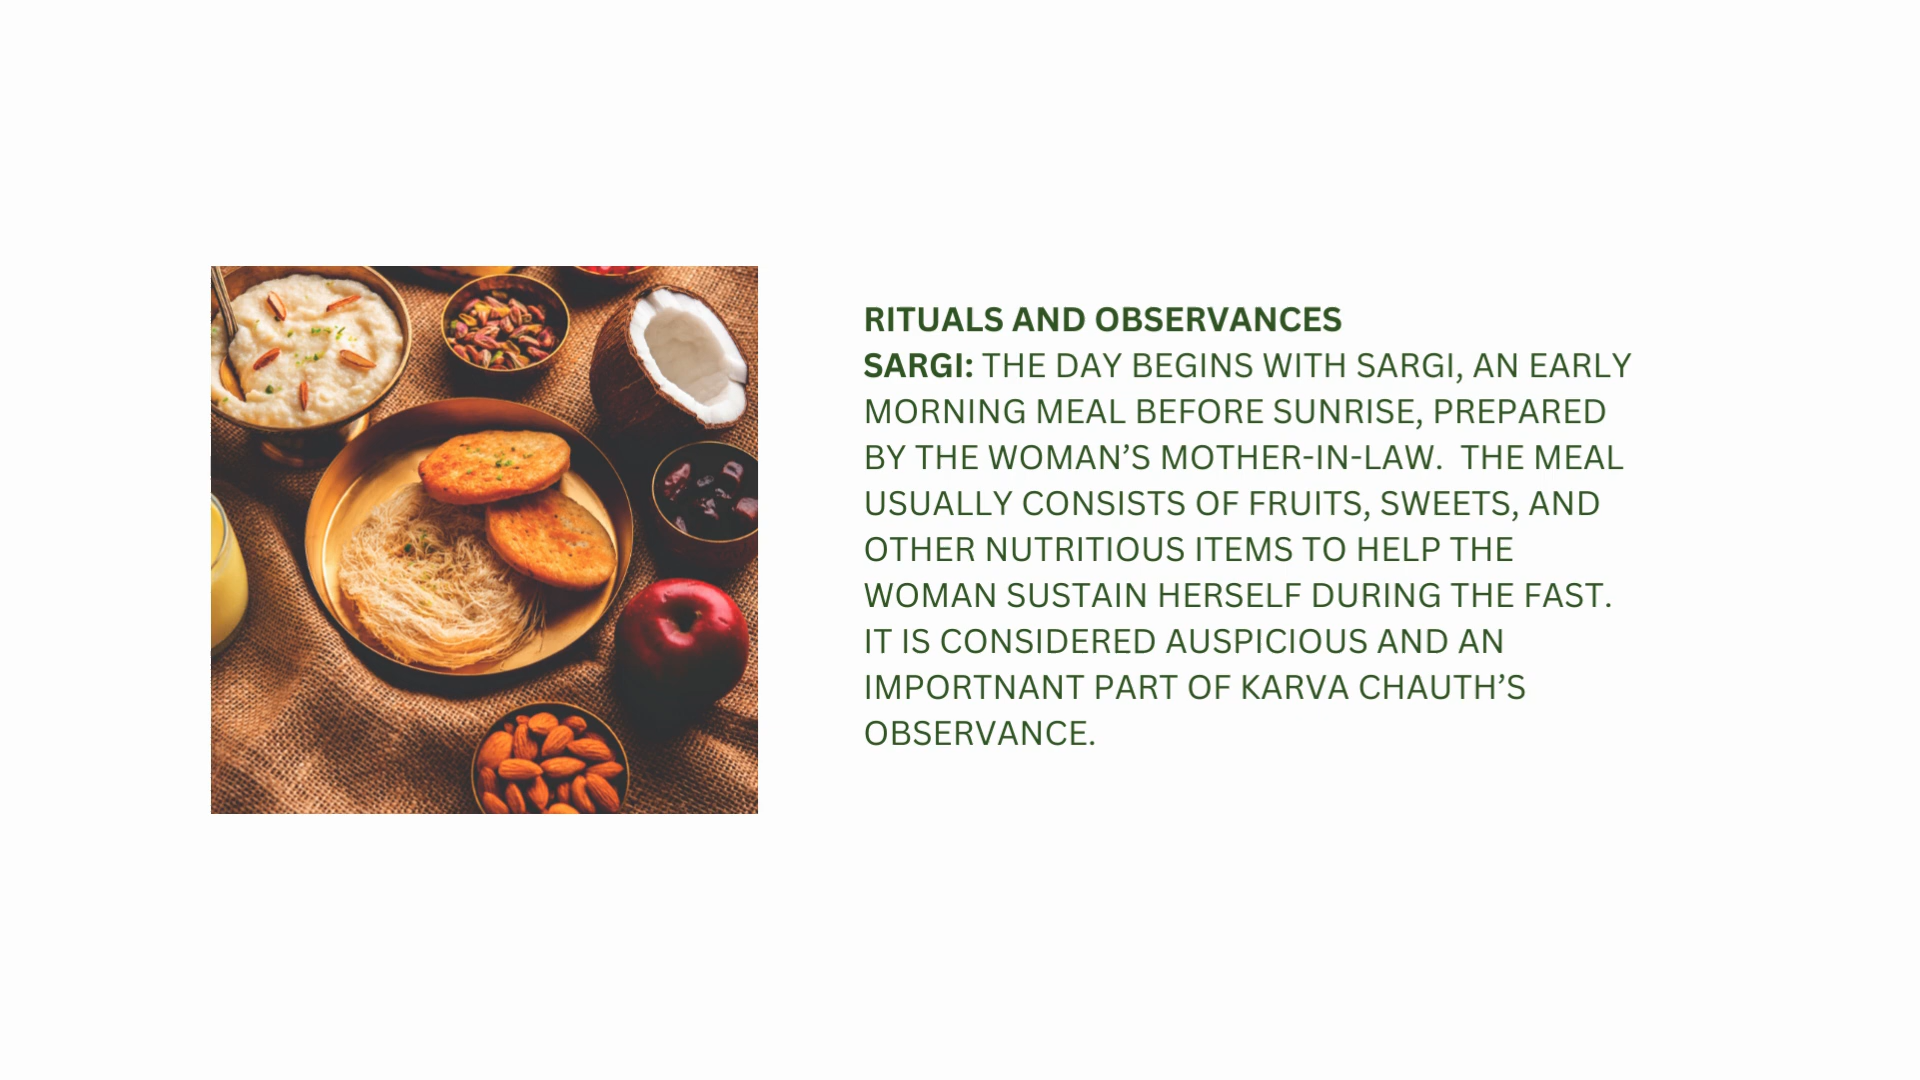 RITUALS AND OBSERVANCES
SARGI: THE DAY BEGINS WITH SARGI, AN EARLY
MORNING MEAL BEFORE SUNRISE, PREPARED
BY THE WOMAN’S MOTHER-IN-LAW.  THE MEAL
USUALLY CONSISTS OF FRUITS, SWEETS, AND
OTHER NUTRITIOUS ITEMS TO HELP THE
WOMAN SUSTAIN HERSELF DURING THE FAST.
IT IS CONSIDERED AUSPICIOUS AND AN
IMPORTNANT PART OF KARVA CHAUTH’S
OBSERVANCE.